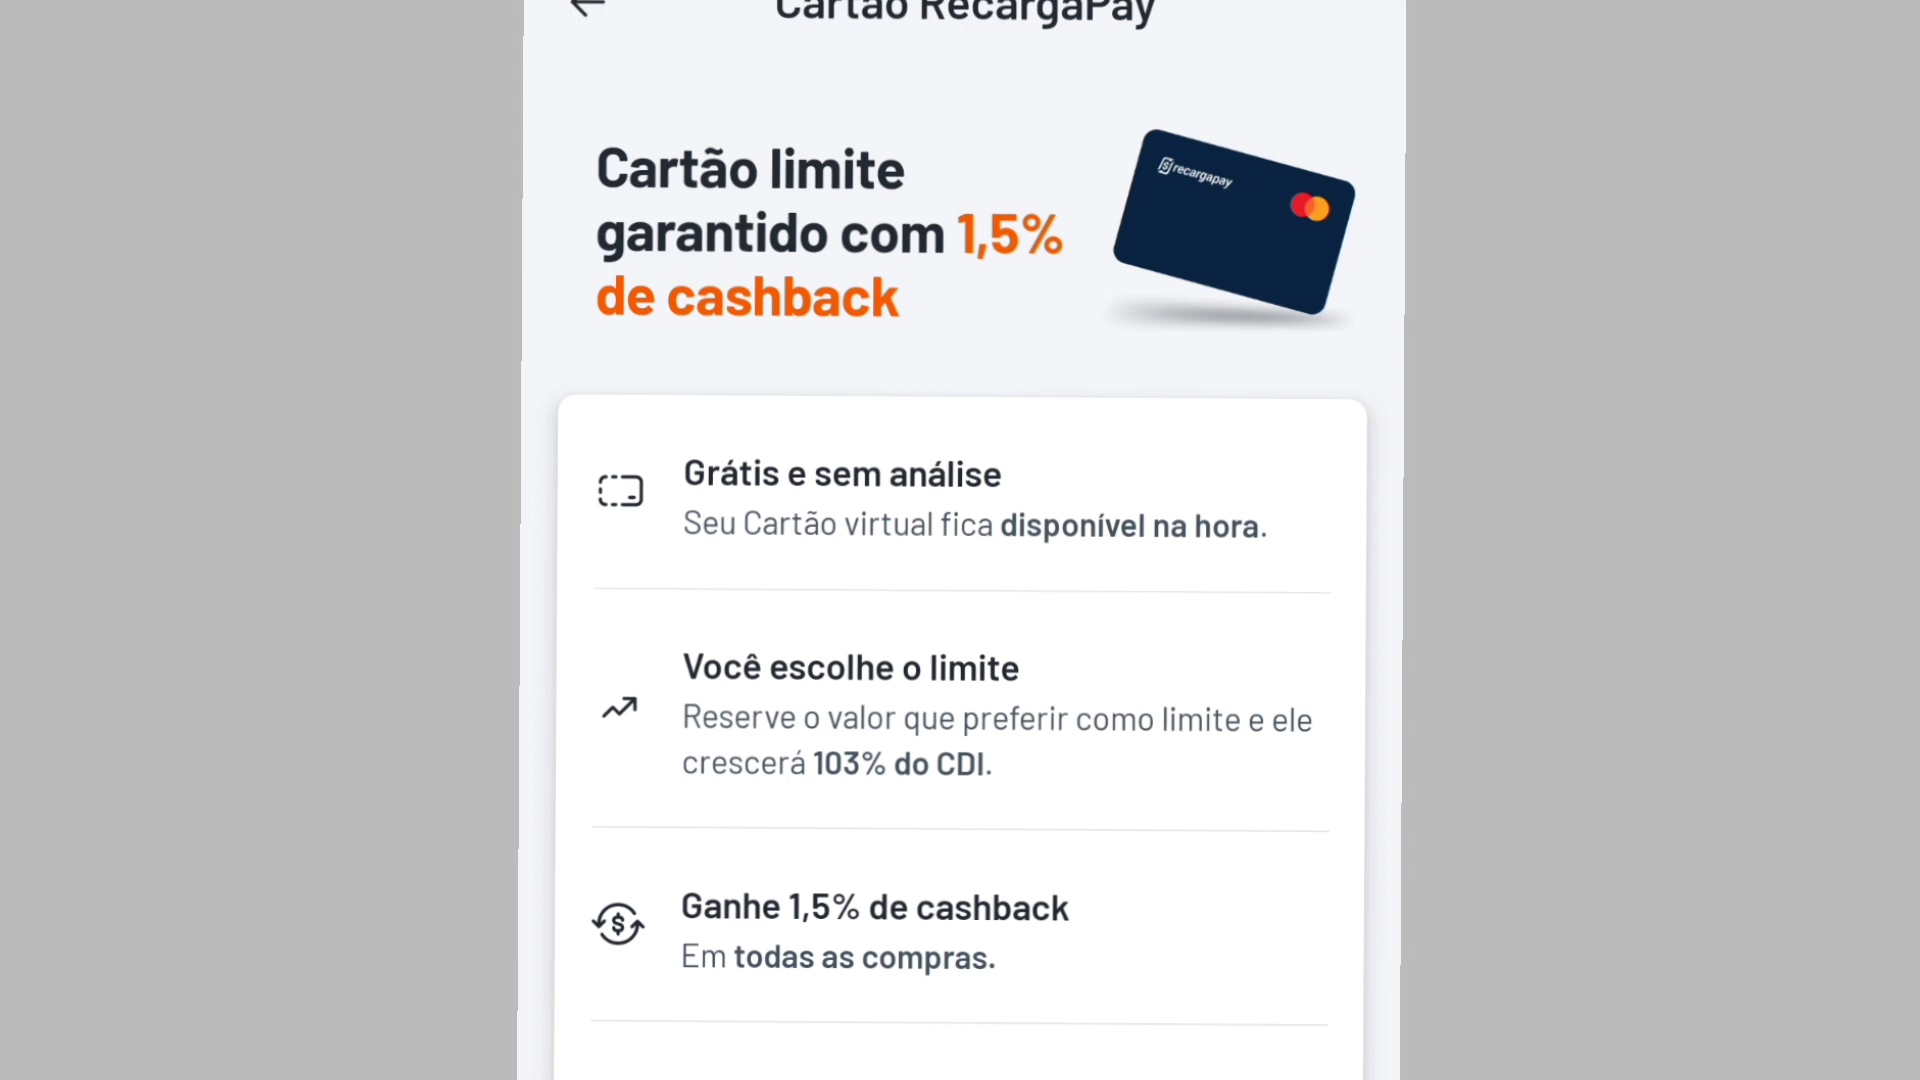 Cartão RecargaPay
Cartão limite
garantido com 1,5%
de cashback
recargapay
Grátis e sem análise
Seu Cartão virtual fica disponível na hora.
Você escolhe o limite
Reserve o valor que preferir como limite e ele
crescerá 103% do CDI.
Ganhe 1,5% de cashback
Em todas as compras.